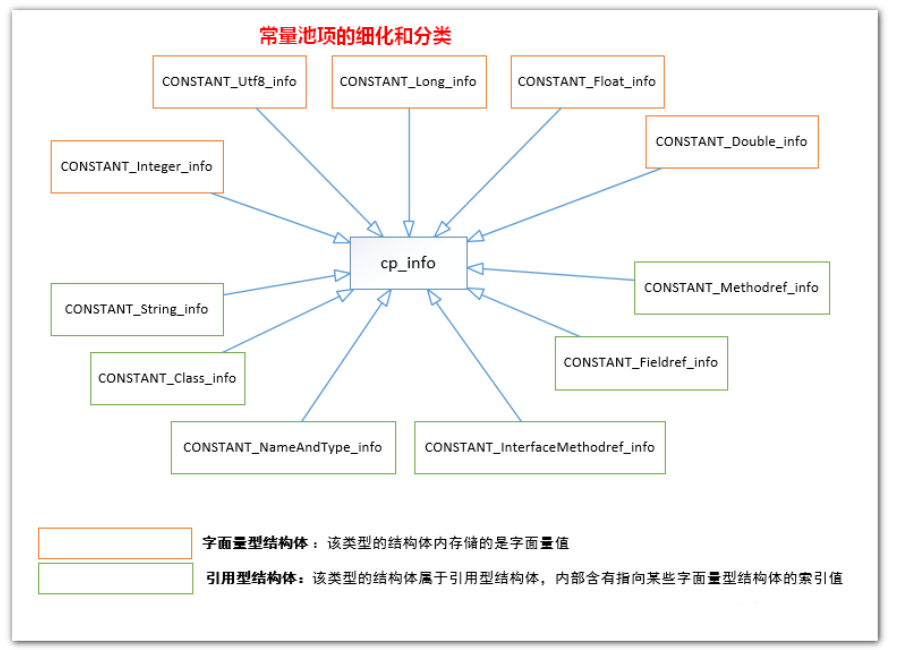 常量池项的细化和分类
CONSTANT_Utf8_info
CONSTANT_Long_info
CONSTANT_Float_info
CONSTANT_Double_info
CONSTANT_Integer_info
cp_info
CONSTANT_String_info
CONSTANT_Methodref_info
CONSTANT_Class_info
CONSTANT_Fieldref_info
CONSTANT_NameAndType_info
CONSTANT_InterfaceMethodref_info
字面量型结构体 ：该类型的结构体内存储的是字面量值
引用型结构体：该类型的结构体属于引用型结构体，内部含有指向某些字面量型结构体的索引值